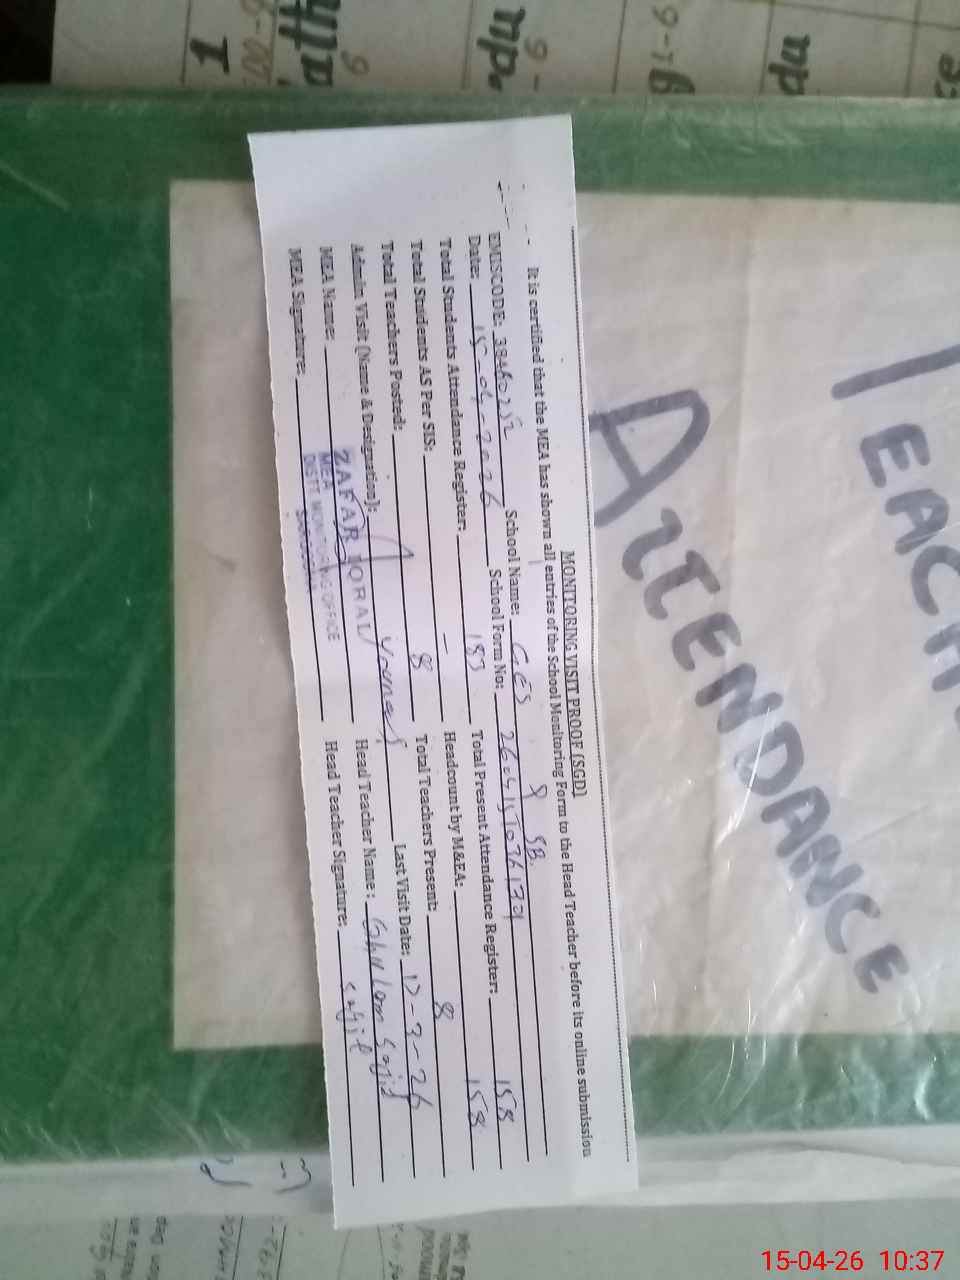 TEACH
ATTENDANCE
MONITORING VISIT PROOF (SGD)
It is certified that the MEA has shown all entries of the School Monitoring Form to the Head Teacher before its online submission
EMISCODE: School Name: GES 8 SB
Date: 15-04-2026 School Form No:
Total Students Attendance Register: 183 Total Present Attendance Register: 158
Total Students AS Per SIS: — Headcount by M&EA: 158
Total Teachers Posted: 8 Total Teachers Present: 8
Admin Visit (Name & Designation): Last Visit Date: 17-3-26
MEA Name: ZAFAR IQBAL Head Teacher Name: Ghulam Sajid
MEA Signature: Head Teacher Signature: Sajid
MEA
DISTT MONITORING OFFICE
SARGODHA
15-04-26 10:37